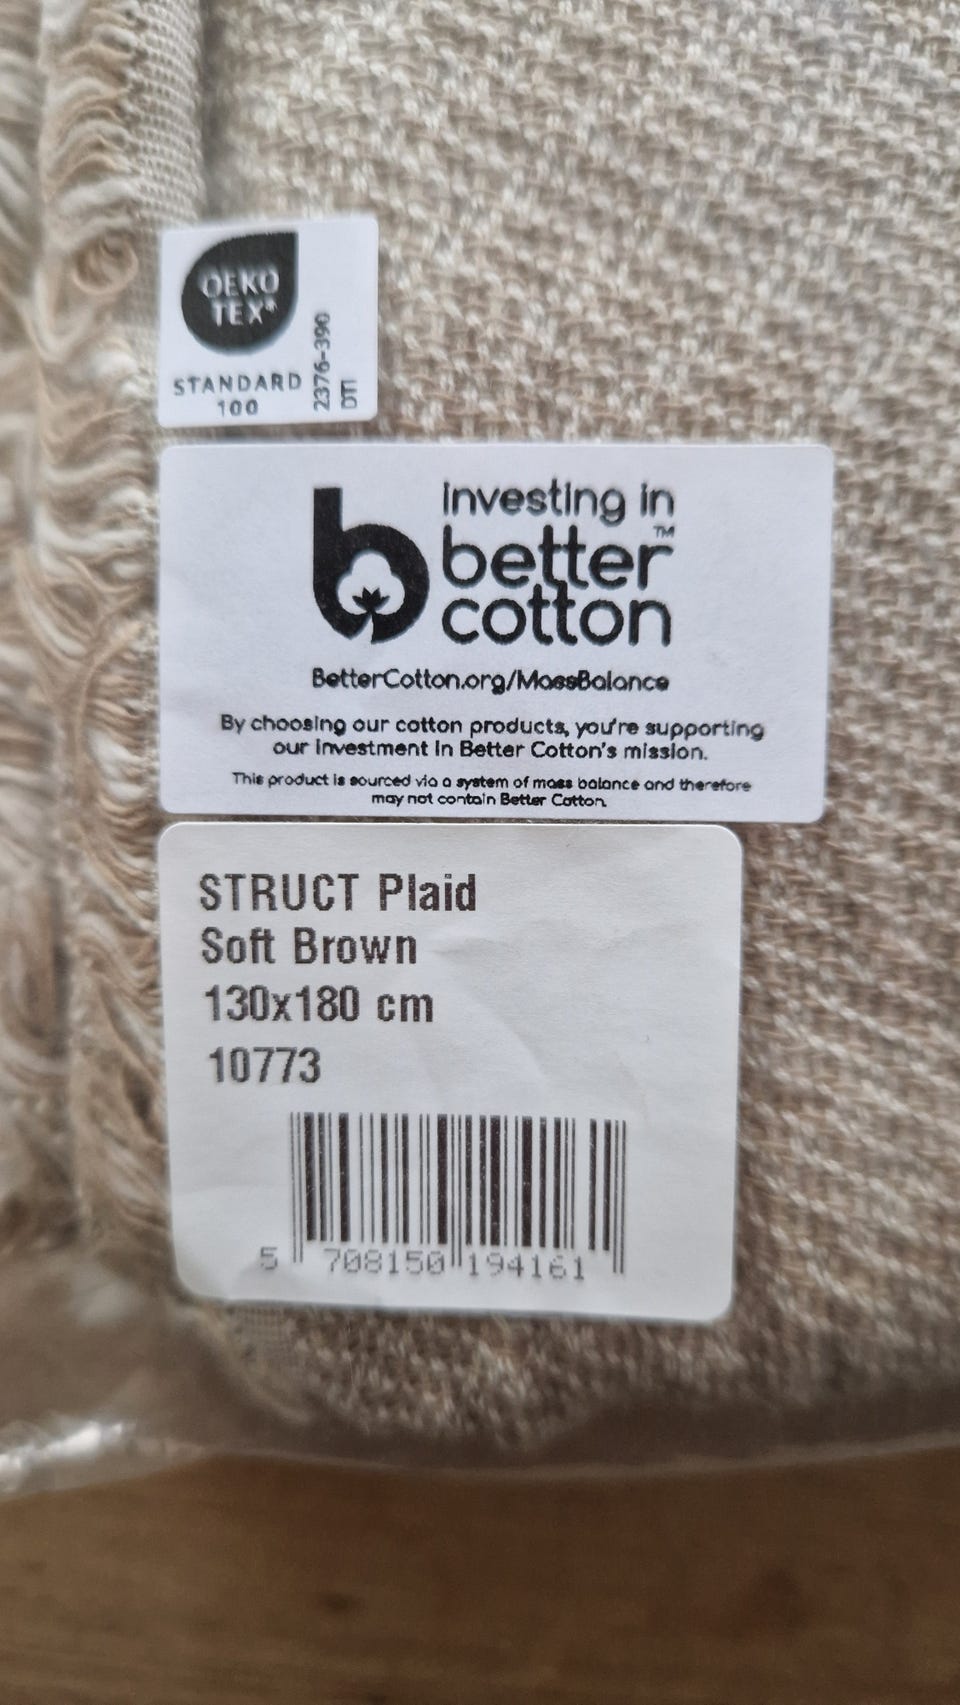 OEKO
TEX®
STANDARD
100
2376-390
DTI
investing in
better™
cotton
BetterCotton.org/MassBalance
By choosing our cotton products, you're supporting
our investment in Better Cotton's mission.
This product is sourced via a system of mass balance and therefore
may not contain Better Cotton.
STRUCT Plaid
Soft Brown
130x180 cm
10773
5 708150 194161